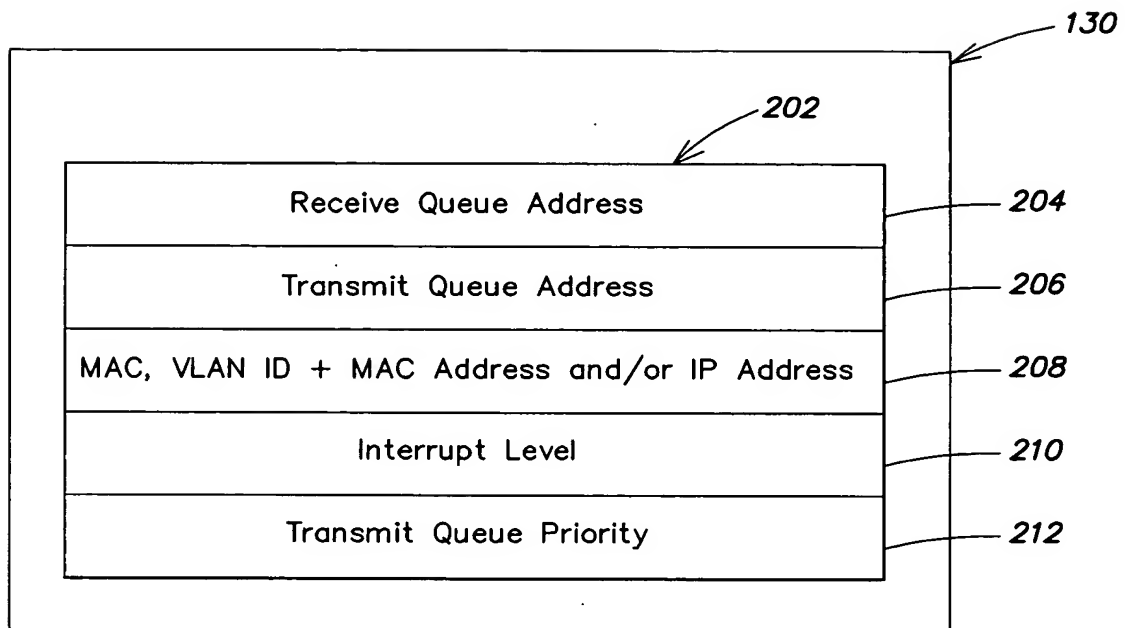 130
202
Receive Queue Address
204
Transmit Queue Address
206
MAC, VLAN ID + MAC Address and/or IP Address
208
Interrupt Level
210
Transmit Queue Priority
212